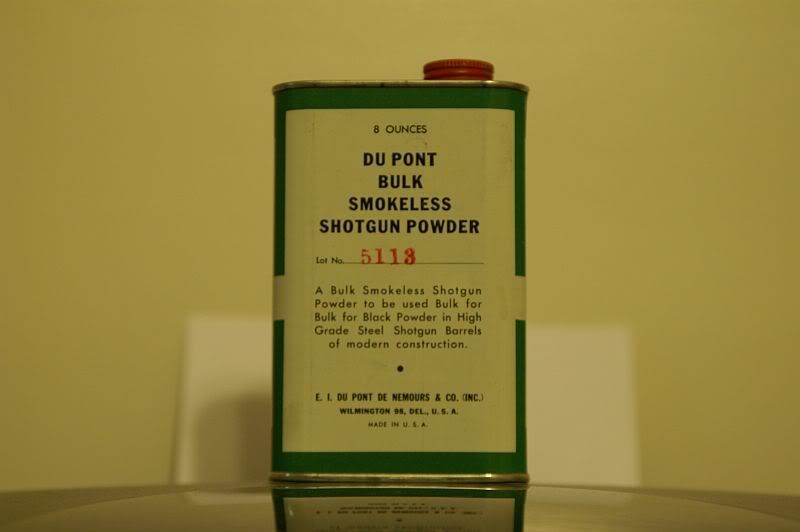 8 OUNCES
DU PONT
BULK
SMOKELESS
SHOTGUN POWDER
Lot No. 5113
A Bulk Smokeless Shotgun
Powder to be used Bulk for
Bulk for Black Powder in High
Grade Steel Shotgun Barrels
of modern construction.
E. I. DU PONT DE NEMOURS & CO. (INC.)
WILMINGTON 98, DEL., U. S. A.
MADE IN U. S. A.